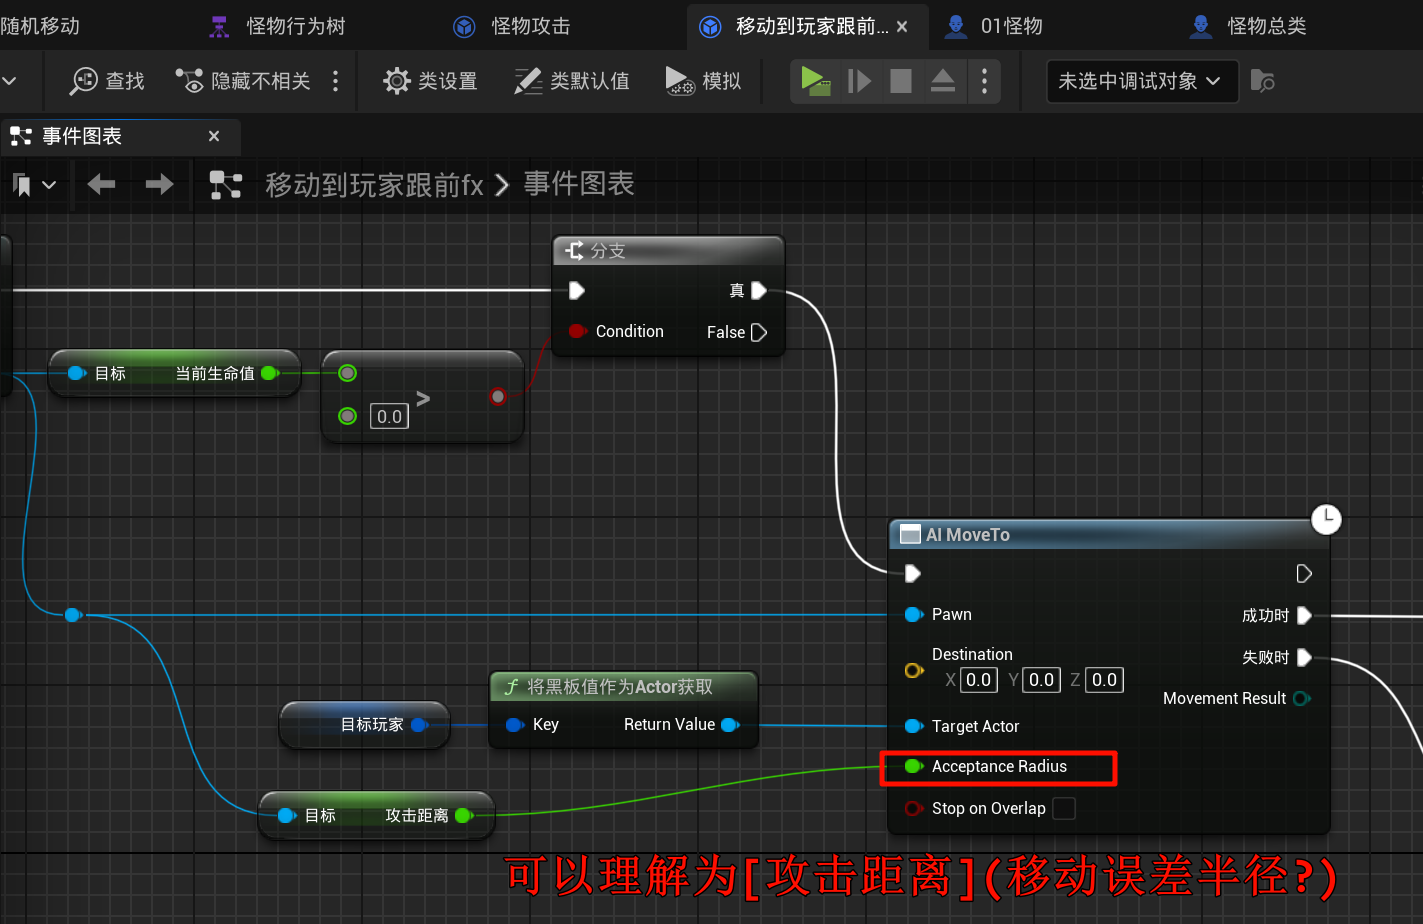 随机移动
怪物行为树
怪物攻击
移动到玩家跟前...
01怪物
怪物总类
查找
隐藏不相关
类设置
类默认值
模拟
未选中调试对象
事件图表
移动到玩家跟前fx
事件图表
分支
真
Condition
False
目标
当前生命值
0.0
>
AI MoveTo
Pawn
成功时
Destination
X 0.0 Y 0.0 Z 0.0
失败时
Movement Result
将黑板值作为Actor获取
目标玩家
Key
Return Value
Target Actor
Acceptance Radius
目标
攻击距离
Stop on Overlap
可以理解为[攻击距离](移动误差半径?)